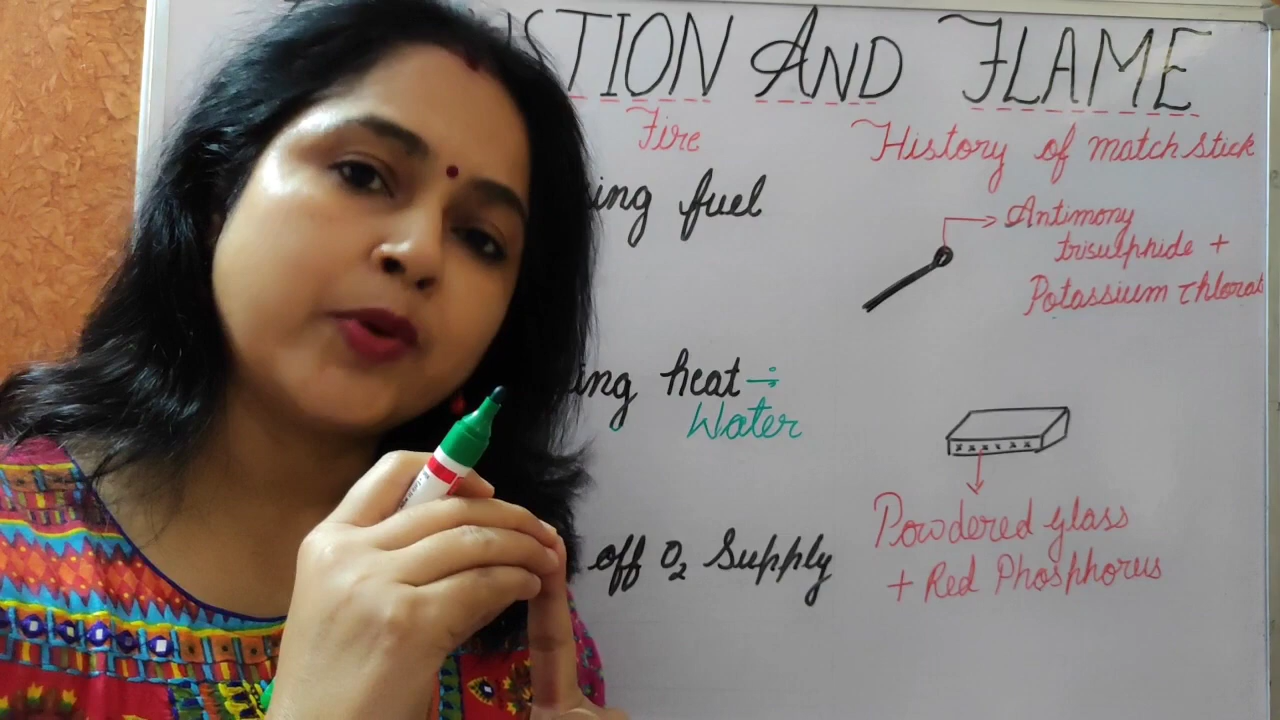 STION AND FLAME
Fire
ing fuel
ing heat ÷
Water
off O₂ Supply
History of match stick
Antimony
trisulphide +
Potassium chlorat
Powdered glass
+ Red Phosphorus